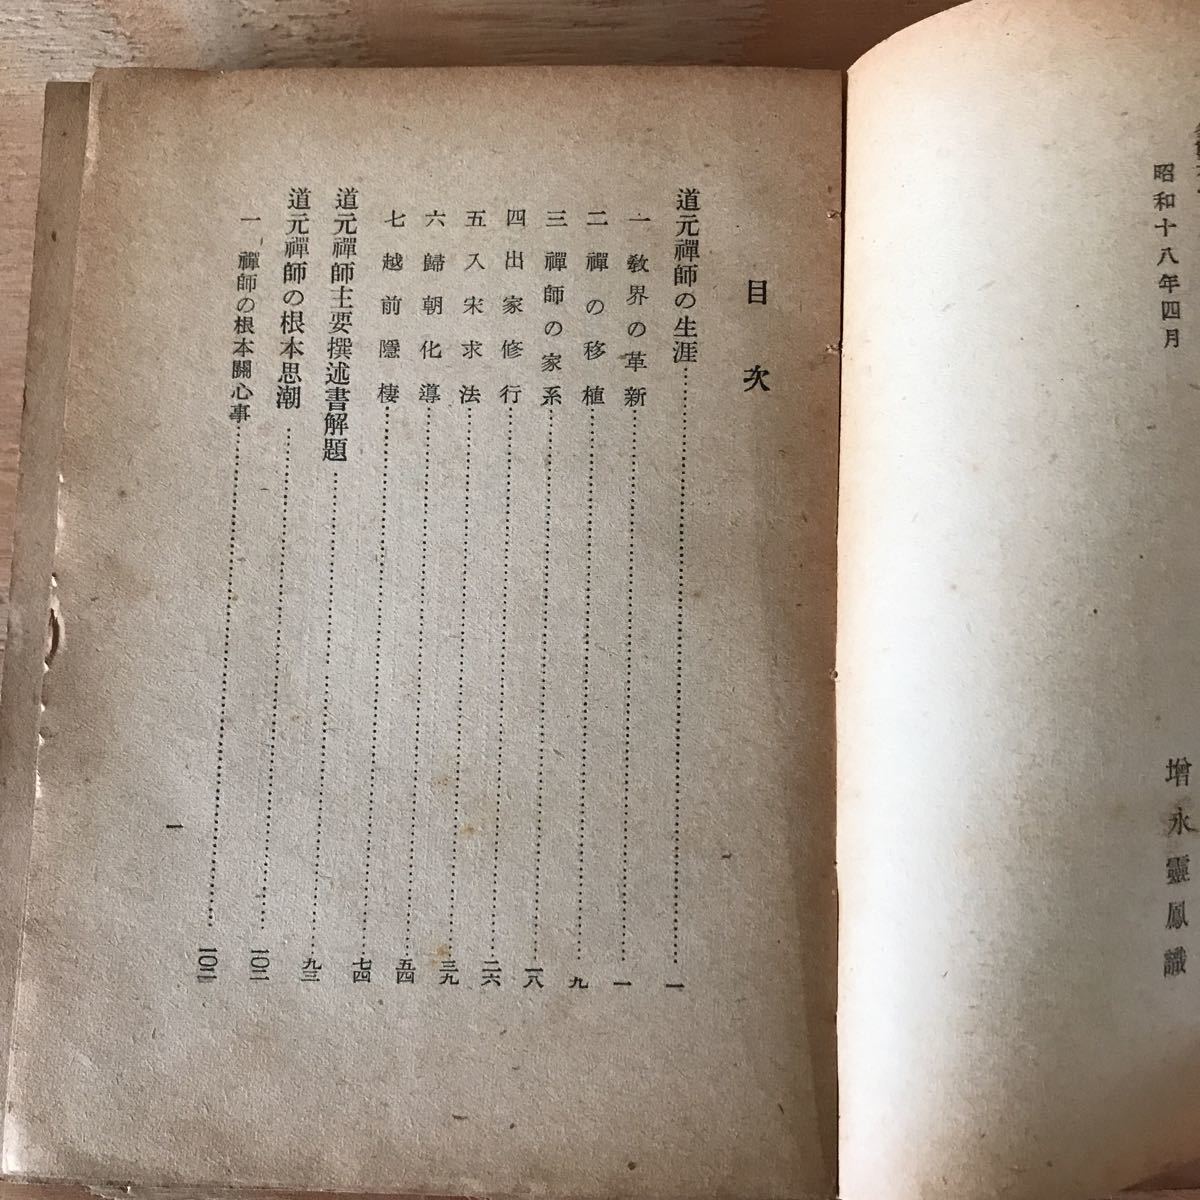 昭和十八年四月
增永靈鳳識
目次
道元禪師の生涯……一
一 敎界の革新……一
二 禪の移植……九
三 禪師の家系……一八
四 出家修行……二六
五 入宋求法……三九
六 歸朝化導……五四
七 越前隱棲……七四
道元禪師主要撰述書解題……九三
道元禪師の根本思潮……一〇二
一 禪師の根本關心事……一〇二
一